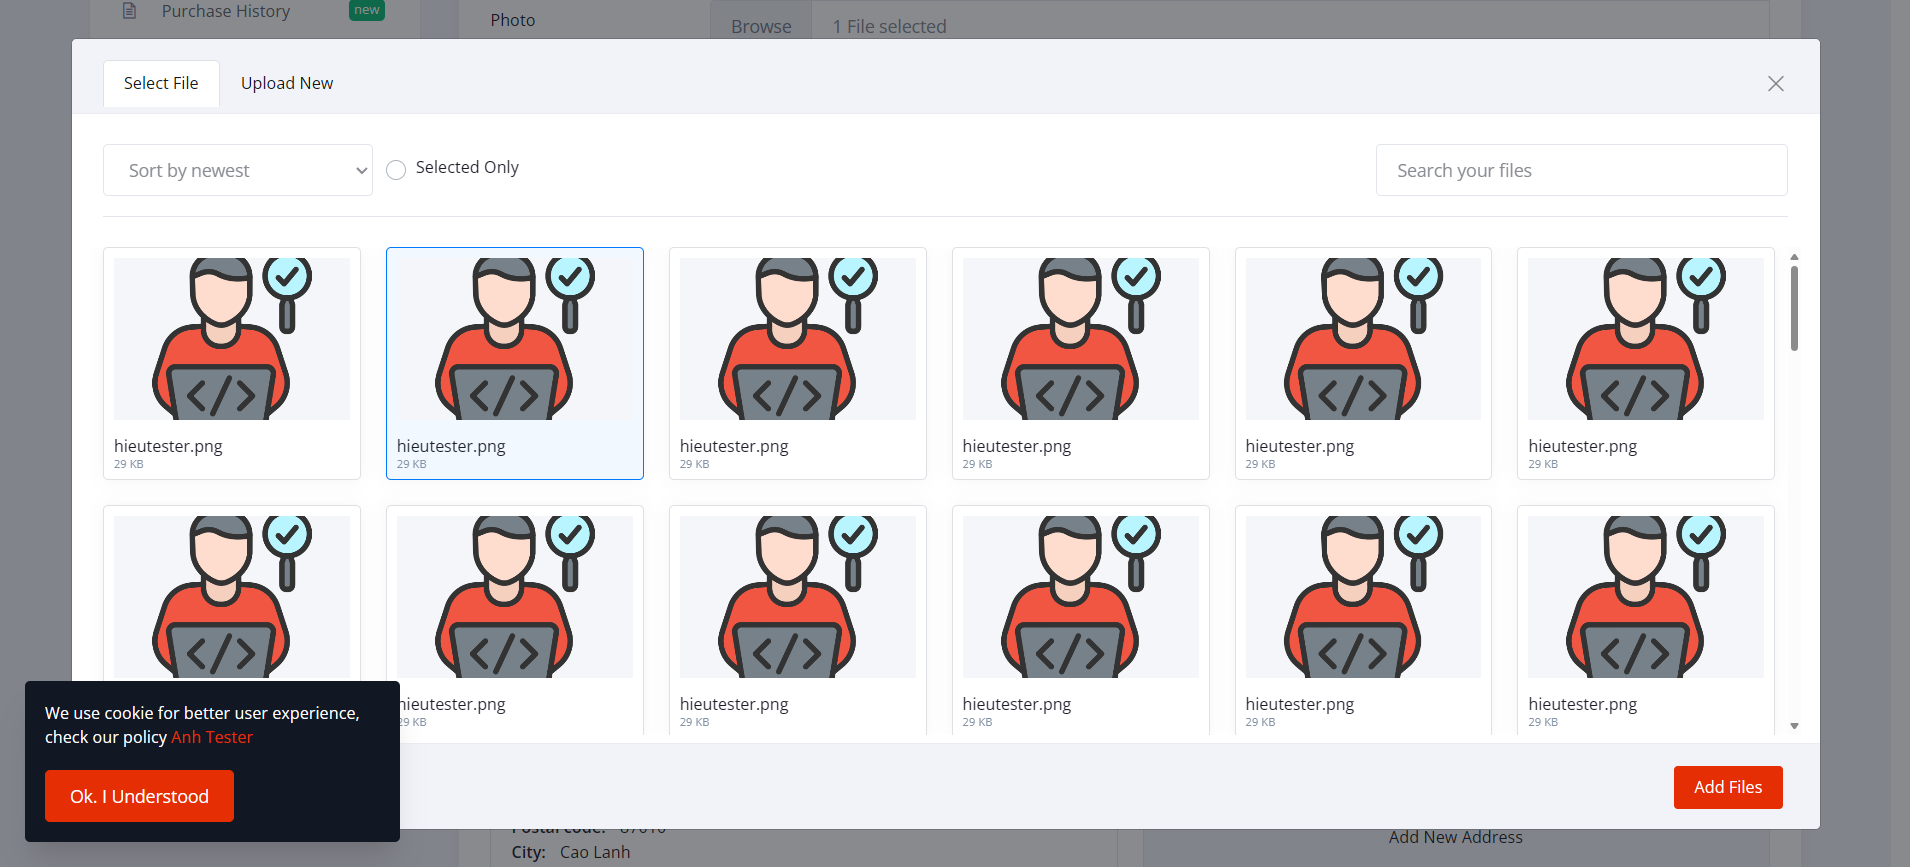 Purchase History new
Photo
Browse 1 File selected
Select File Upload New
Sort by newest Selected Only Search your files
hieutester.png hieutester.png hieutester.png hieutester.png hieutester.png hieutester.png
29 KB 29 KB 29 KB 29 KB 29 KB 29 KB
hieutester.png hieutester.png hieutester.png hieutester.png hieutester.png
29 KB 29 KB 29 KB 29 KB 29 KB
We use cookie for better user experience,
check our policy Anh Tester
Ok. I Understood
Add Files
Postal code:
Add New Address
City: Cao Lanh